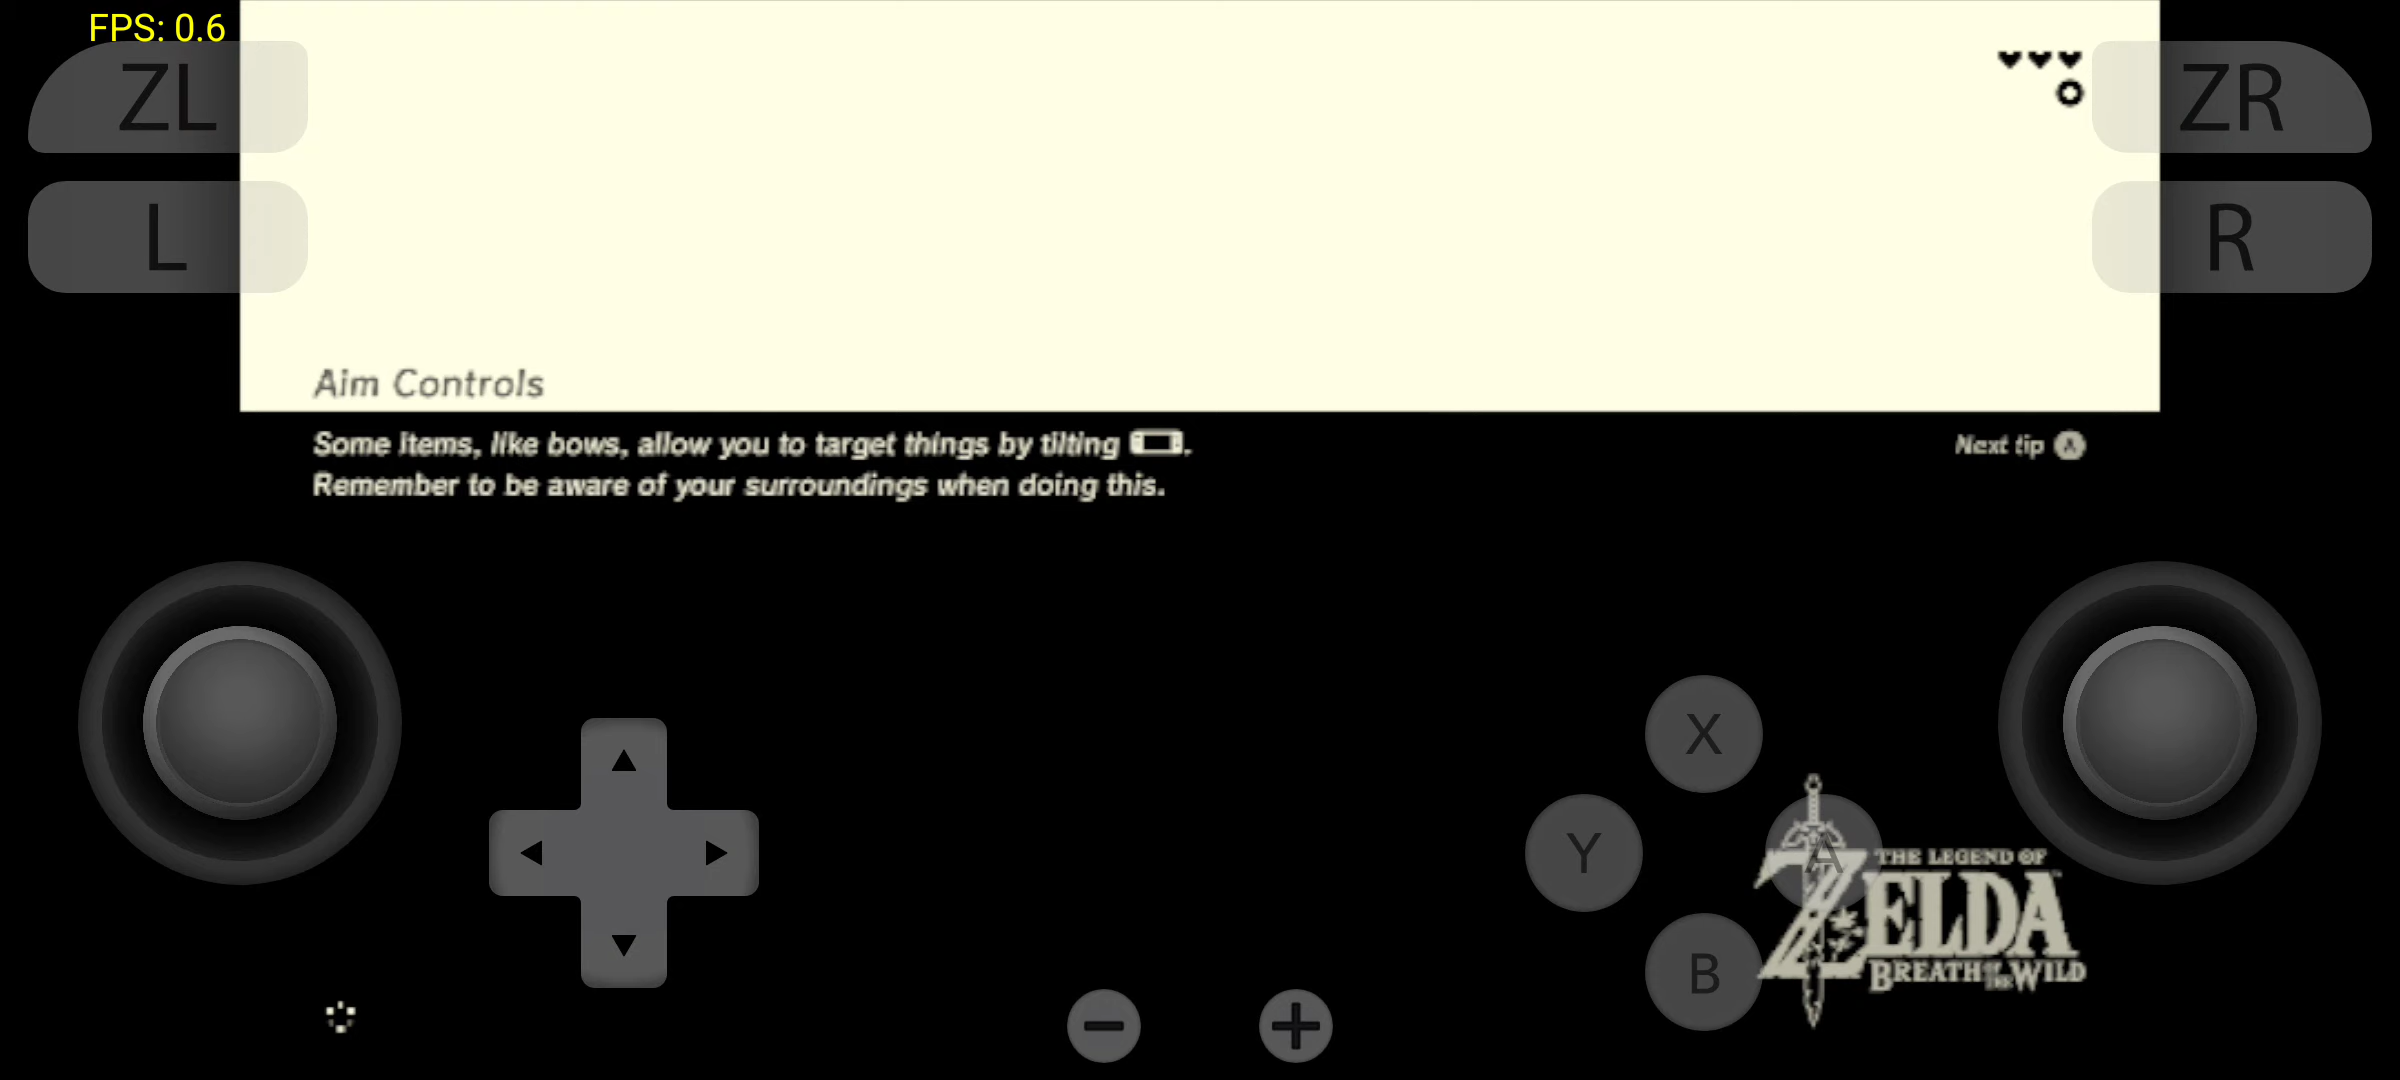 FPS: 0.6
ZL
ZR
L
R
Aim Controls
Some items, like bows, allow you to target things by tilting .
Remember to be aware of your surroundings when doing this.
Next tip A
X
Y
A
B
THE LEGEND OF
ZELDA
BREATH OF THE WILD